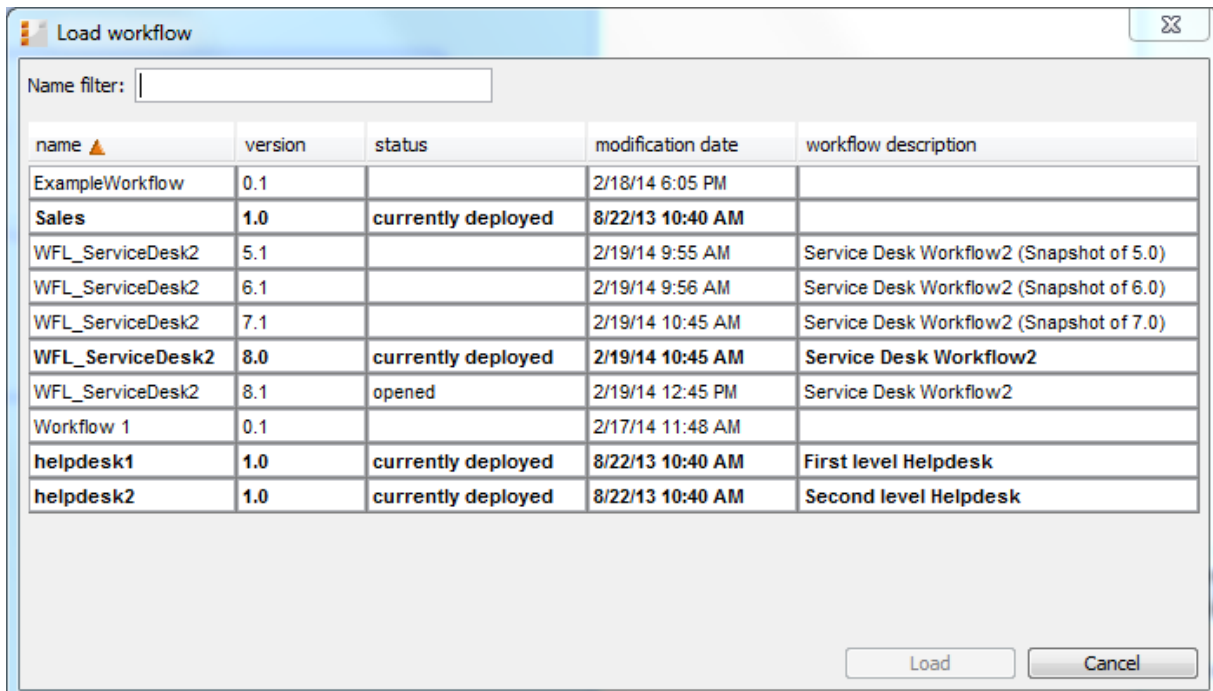 Load workflow
Name filter:
name version status modification date workflow description
ExampleWorkflow 0.1 2/18/14 6:05 PM
Sales 1.0 currently deployed 8/22/13 10:40 AM
WFL_ServiceDesk2 5.1 2/19/14 9:55 AM Service Desk Workflow2 (Snapshot of 5.0)
WFL_ServiceDesk2 6.1 2/19/14 9:56 AM Service Desk Workflow2 (Snapshot of 6.0)
WFL_ServiceDesk2 7.1 2/19/14 10:45 AM Service Desk Workflow2 (Snapshot of 7.0)
WFL_ServiceDesk2 8.0 currently deployed 2/19/14 10:45 AM Service Desk Workflow2
WFL_ServiceDesk2 8.1 opened 2/19/14 12:45 PM Service Desk Workflow2
Workflow 1 0.1 2/17/14 11:48 AM
helpdesk1 1.0 currently deployed 8/22/13 10:40 AM First level Helpdesk
helpdesk2 1.0 currently deployed 8/22/13 10:40 AM Second level Helpdesk
Load Cancel